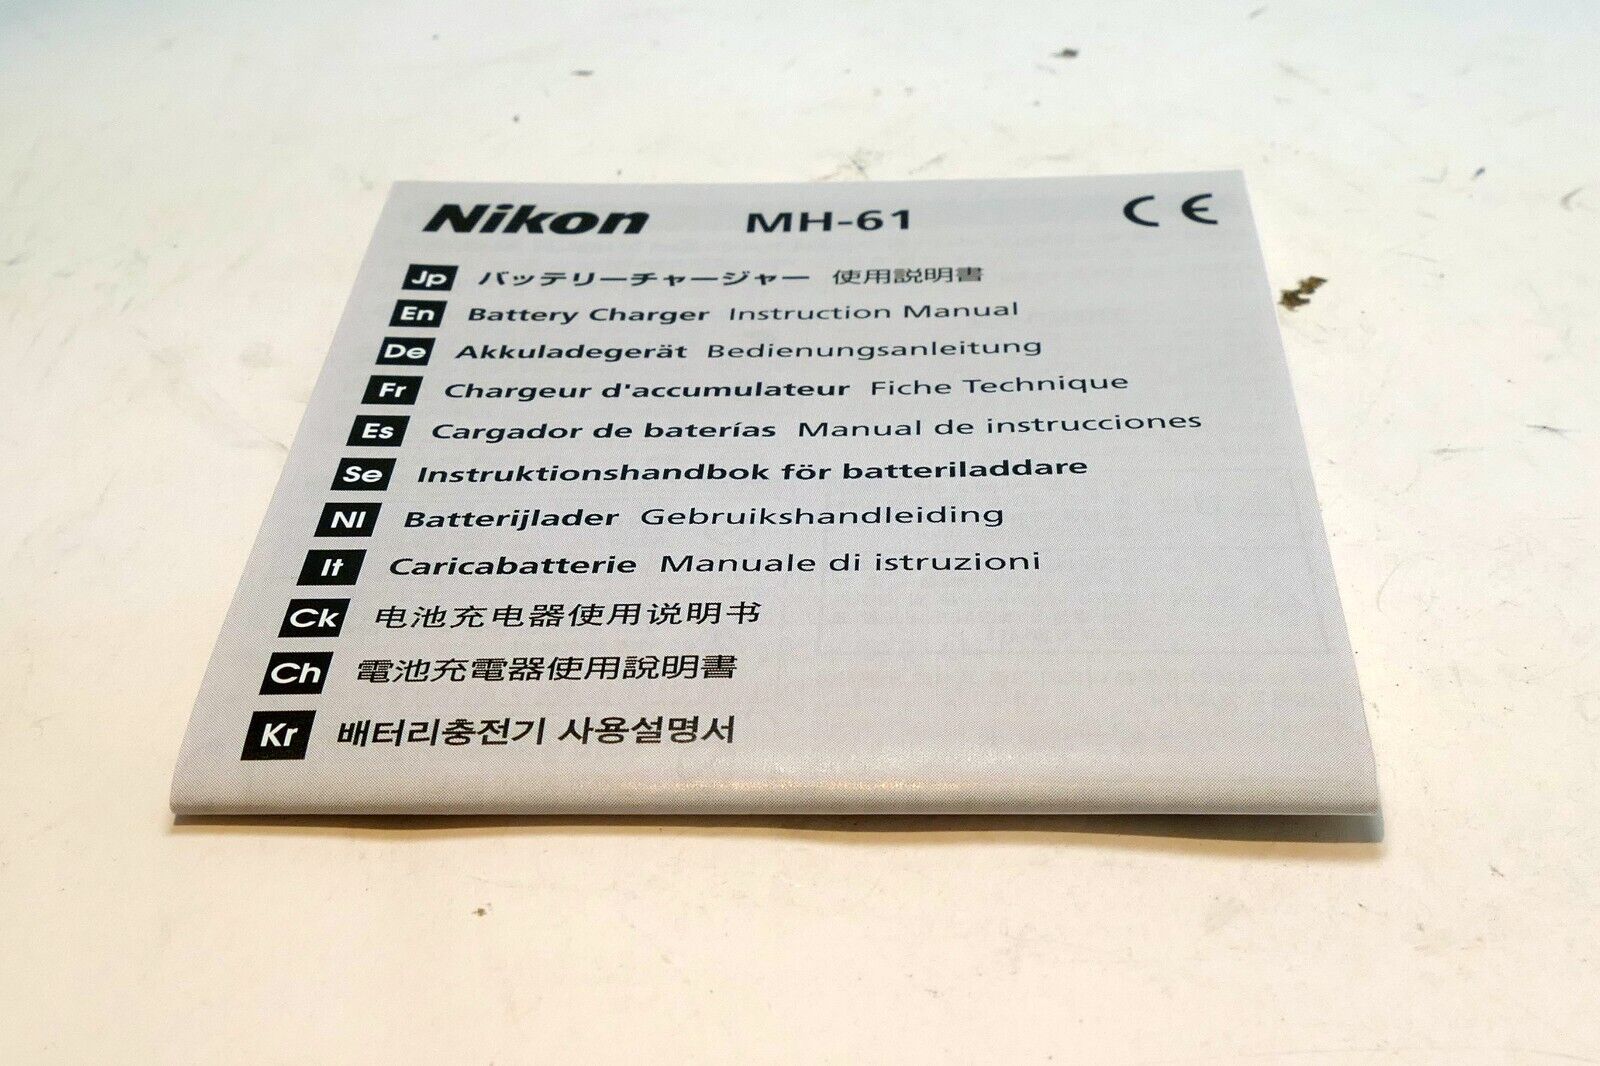 Nikon MH-61 CE
Jp バッテリーチャージャー 使用説明書
En Battery Charger Instruction Manual
De Akkuladegerät Bedienungsanleitung
Fr Chargeur d'accumulateur Fiche Technique
Es Cargador de baterías Manual de instrucciones
Se Instruktionshandbok för batteriladdare
Nl Batterijlader Gebruikshandleiding
It Caricabatterie Manuale di istruzioni
Ck 电池充电器使用说明书
Ch 電池充電器使用說明書
Kr 배터리충전기 사용설명서